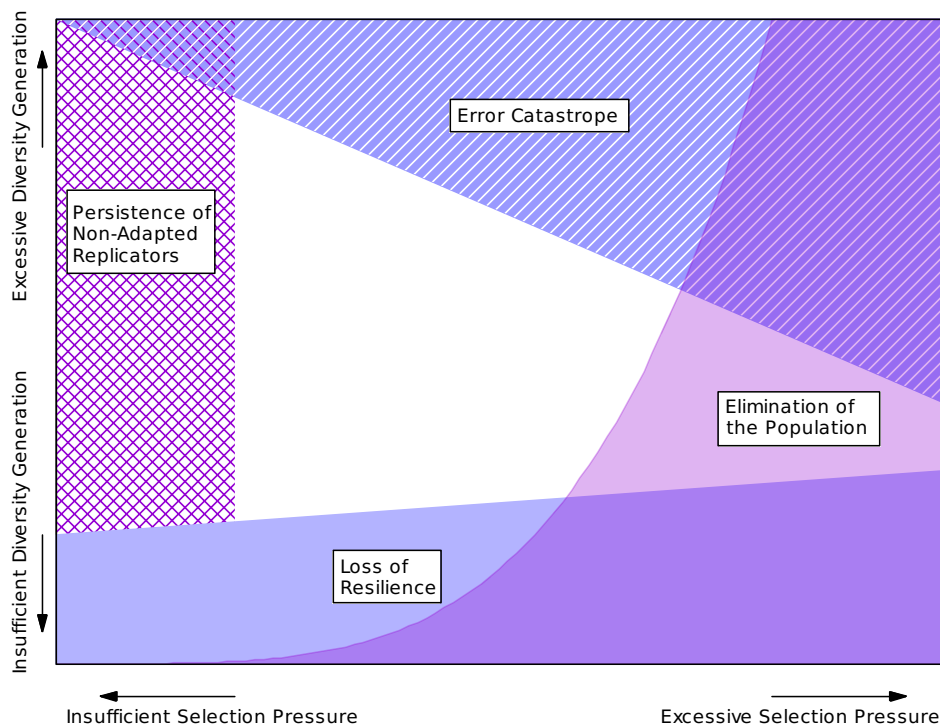 Excessive Diversity Generation
Insufficient Diversity Generation
Error Catastrope
Persistence of
Non-Adapted
Replicators
Elimination of
the Population
Loss of
Resilience
Insufficient Selection Pressure
Excessive Selection Pressure